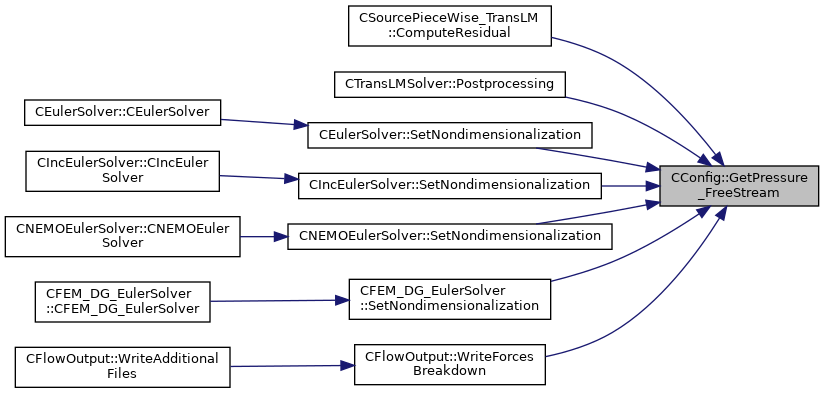 CSourcePieceWise_TransLM
::ComputeResidual
CTransLMSolver::Postprocessing
CEulerSolver::CEulerSolver
CEulerSolver::SetNondimensionalization
CIncEulerSolver::CIncEuler
Solver
CIncEulerSolver::SetNondimensionalization
CConfig::GetPressure
_FreeStream
CNEMOEulerSolver::CNEMOEuler
Solver
CNEMOEulerSolver::SetNondimensionalization
CFEM_DG_EulerSolver
::CFEM_DG_EulerSolver
CFEM_DG_EulerSolver
::SetNondimensionalization
CFlowOutput::WriteAdditional
Files
CFlowOutput::WriteForces
Breakdown